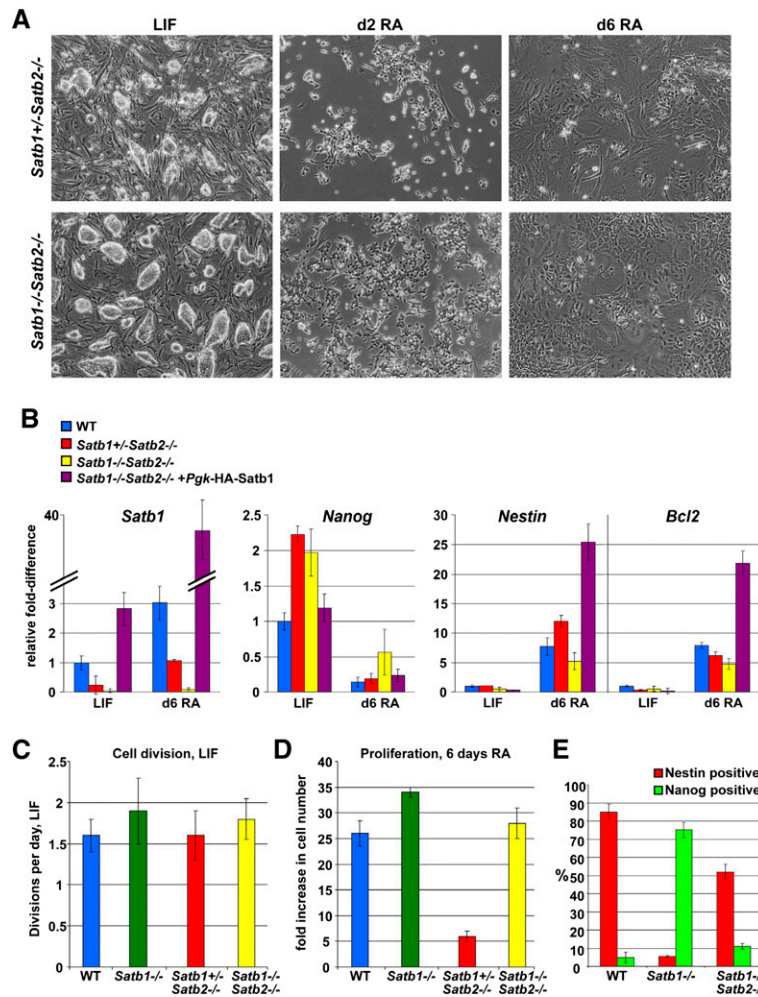 A
LIF
d2 RA
d6 RA
Satb1+/-Satb2-/-
Satb1-/-Satb2-/-
B
WT
Satb1+/-Satb2-/-
Satb1-/-Satb2-/-
Satb1-/-Satb2-/- +Pgk-HA-Satb1
relative fold-difference
Satb1
40
3
2
1
0
LIF
d6 RA
Nanog
2.5
2
1.5
1
0.5
0
LIF
d6 RA
Nestin
Bcl2
30
25
20
15
10
5
0
LIF
d6 RA
LIF
d6 RA
C
Cell division, LIF
Divisions per day, LIF
2.5
2
1.5
1
0.5
0
WT
Satb1-/-
Satb1+/-
Satb2-/-
Satb1-/-
Satb2-/-
D
Proliferation, 6 days RA
fold increase in cell number
40
35
30
25
20
15
10
5
0
WT
Satb1-/-
Satb1+/-
Satb2-/-
Satb1-/-
Satb2-/-
E
Nestin positive
Nanog positive
%
100
90
80
70
60
50
40
30
20
10
0
WT
Satb1-/-